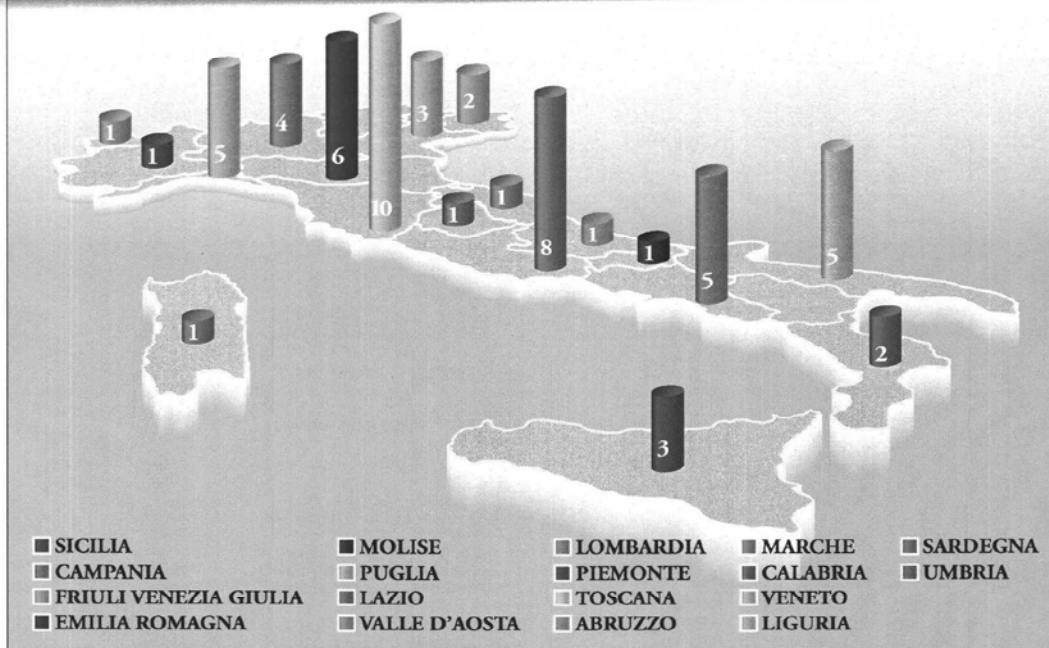 1
1
5
4
6
10
3
2
1
1
8
1
1
5
5
2
1
3
SICILIA
CAMPANIA
FRIULI VENEZIA GIULIA
EMILIA ROMAGNA
MOLISE
PUGLIA
LAZIO
VALLE D'AOSTA
LOMBARDIA
PIEMONTE
TOSCANA
ABRUZZO
MARCHE
CALABRIA
VENETO
LIGURIA
SARDEGNA
UMBRIA